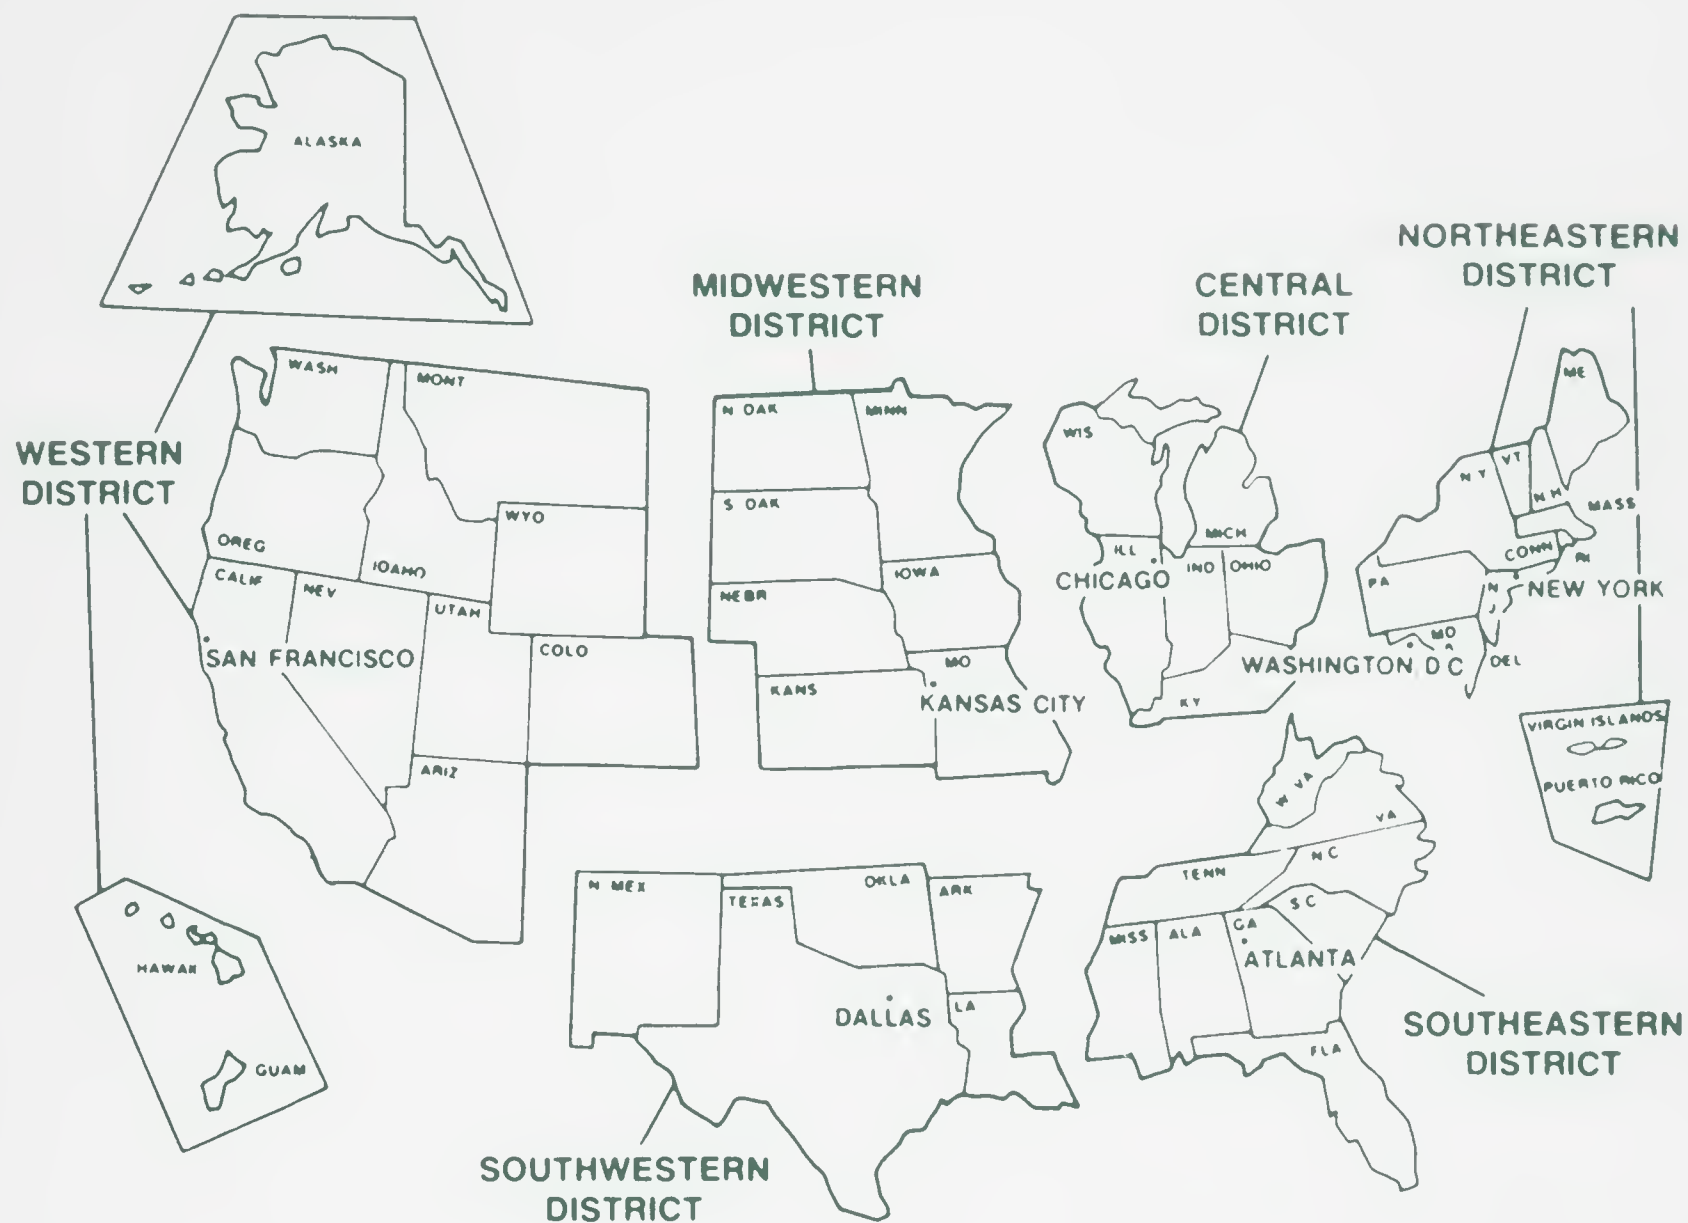 ALASKA
NORTHEASTERN
DISTRICT
MIDWESTERN
DISTRICT
CENTRAL
DISTRICT
WESTERN
DISTRICT
WASH
MONT
OREG
IDAHO
WYO
CALIF
NEV
UTAH
COLO
ARIZ
SAN FRANCISCO
HAWAII
GUAM
N DAK
MINN
S DAK
NEBR
IOWA
KANS
MO
KANSAS CITY
WIS
MICH
ILL
IND
OHIO
CHICAGO
KY
ME
N Y
VT
N H
MASS
CONN
RI
PA
N
J
NEW YORK
MD
DEL
WASHINGTON, D C
VIRGIN ISLANDS
PUERTO RICO
N MEX
TEXAS
OKLA
ARK
LA
DALLAS
SOUTHWESTERN
DISTRICT
W VA
VA
TENN
N C
S C
MISS
ALA
GA
ATLANTA
FLA
SOUTHEASTERN
DISTRICT